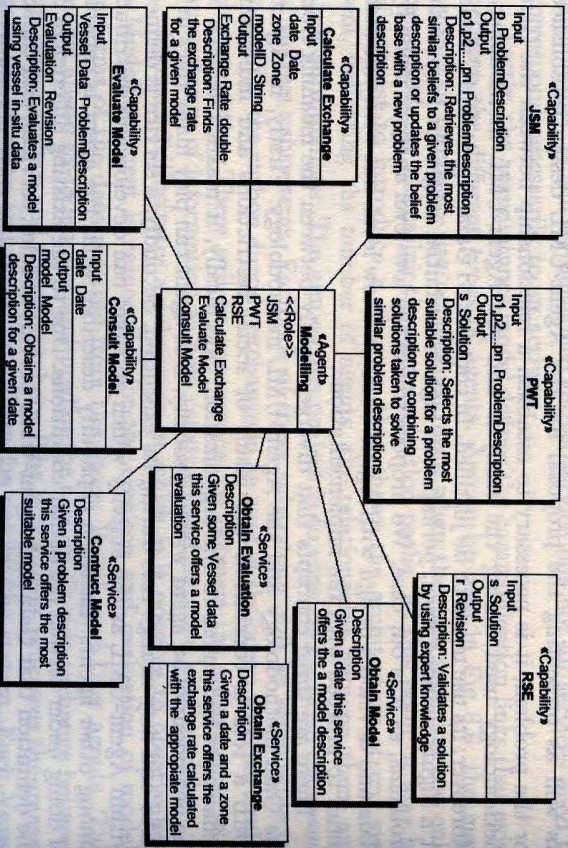 «Capability»
JSM
Input
p ProblemDescription
Output
p1,p2,...,pn ProblemDescription
Description: Retrieves the most
similar beliefs to a given problem
description or updates the belief
base with a new problem
description
«Capability»
PWT
Input
p1,p2,...pn ProblemDescription
Output
s Solution
Description: Selects the most
suitable solution for a problem
description by combining
solutions taken to solve
similar problem descriptions
«Capability»
RSE
Input
s Solution
Output
r Revision
Description: Validates a solution
by using expert knowledge
«Capability»
Calculate Exchange
Input
date Date
zone Zone
modelID String
Output
Exchange Rate double
Description: Finds
the exchange rate
for a given model
«Agent»
Modelling
<<Role>>
JSM
PWT
RSE
Calculate Exchange
Evaluate Model
Consult Model
«Service»
Obtain Model
Description
Given a date this service
offers the a model description
«Capability»
Evaluate Model
Input
Vessel Data ProblemDescription
Output
Evalutation Revision
Description: Evaluates a model
using vessel in-situ data
«Capability»
Consult Model
Input
date Date
Output
model Model
Description: Obtains a model
description for a given date
«Service»
Obtain Evaluation
Description
Given some Vessel data
this service offers a model
evaluation
«Service»
Contruct Model
Description
Given a problem description
this service offers the most
suitable model
«Service»
Obtain Exchange
Description
Given a date and a zone
this service offers the
exchange rate calculated
with the appropiate model